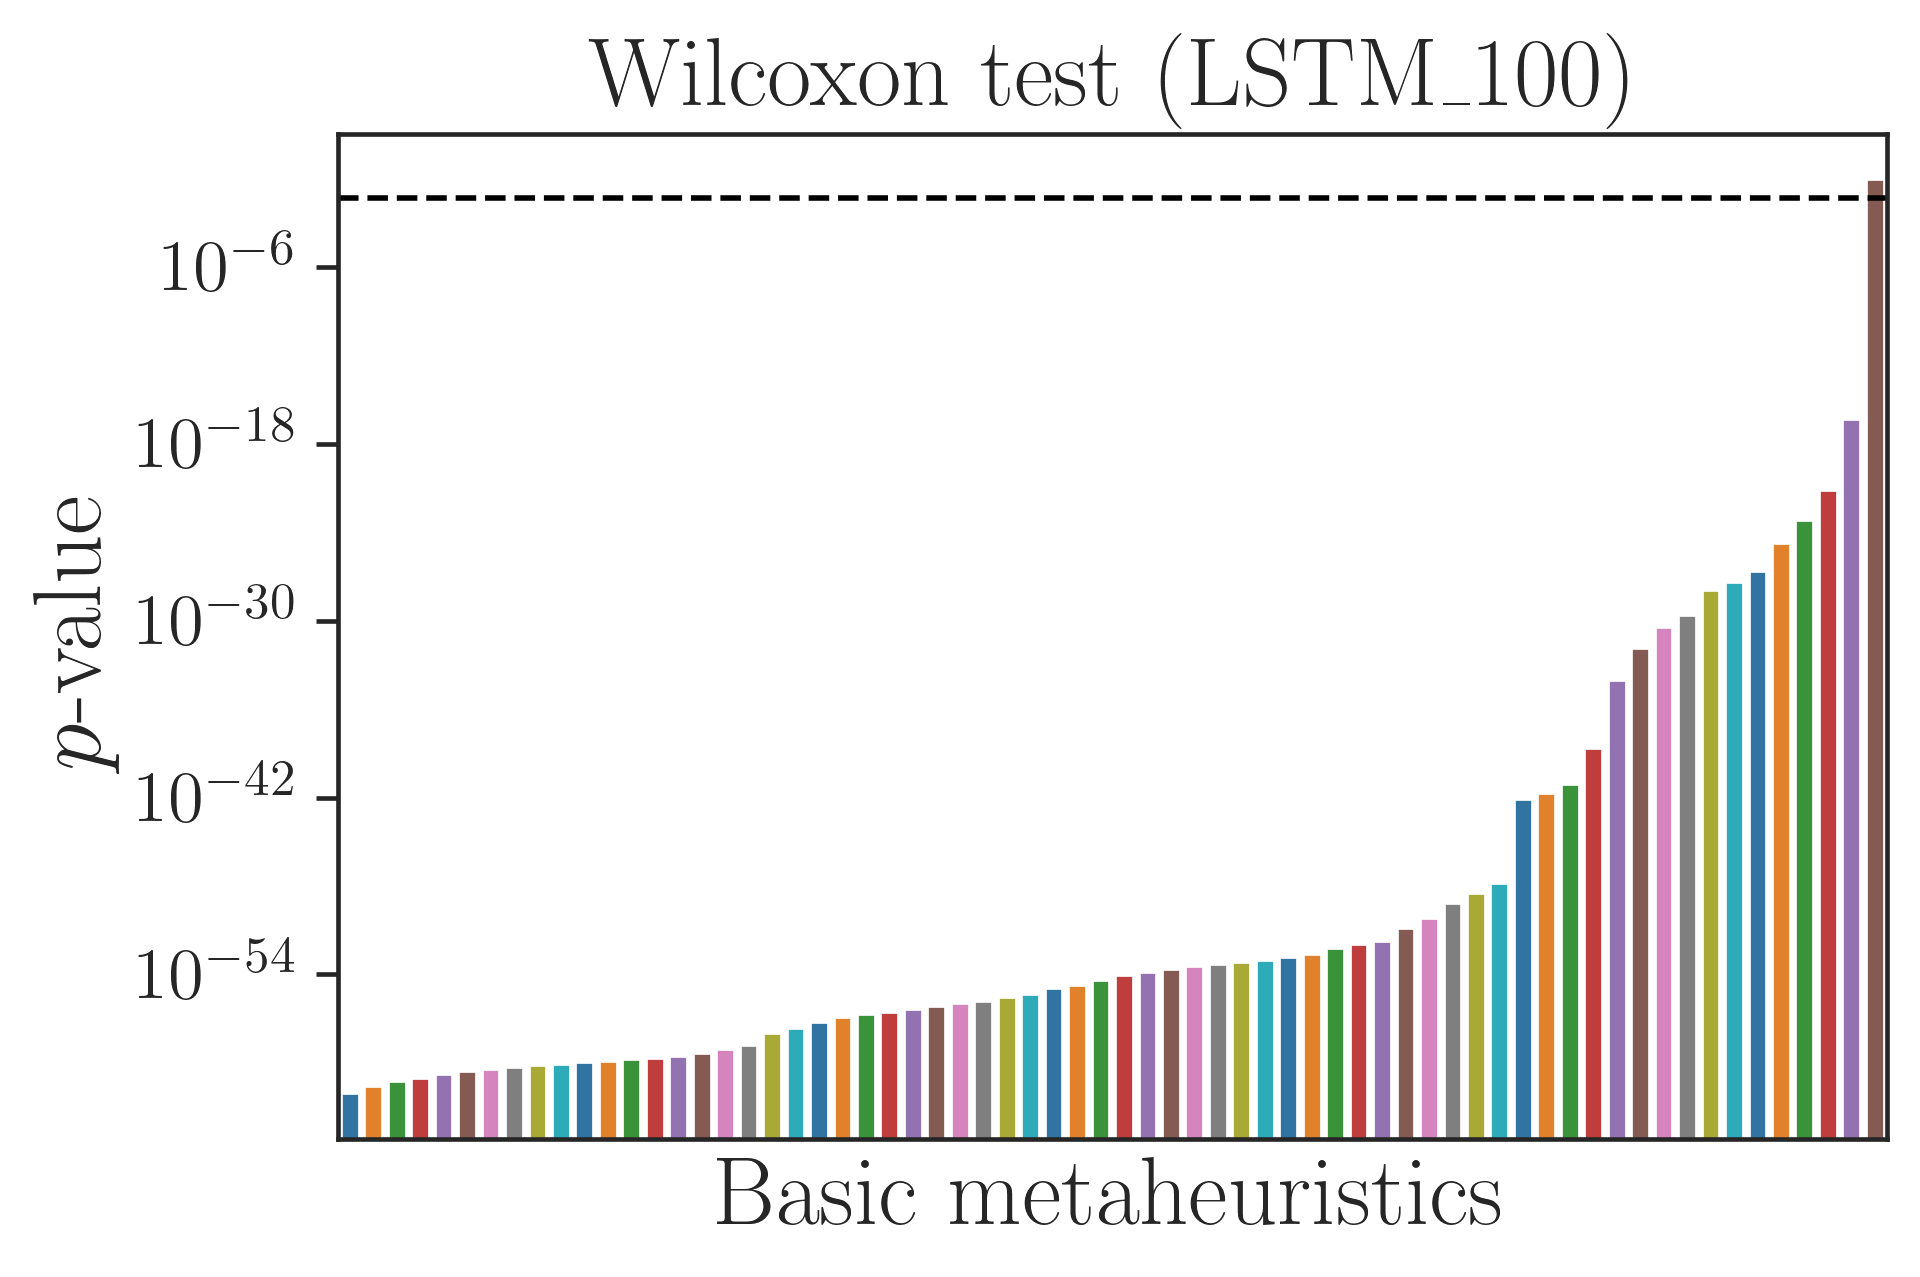 Wilcoxon test (LSTM_100)
10⁻⁶
10⁻¹⁸
10⁻³⁰
10⁻⁴²
10⁻⁵⁴
p-value
Basic metaheuristics